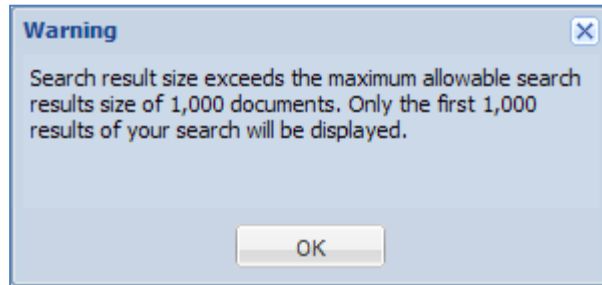 Warning
Search result size exceeds the maximum allowable search
results size of 1,000 documents. Only the first 1,000
results of your search will be displayed.
OK